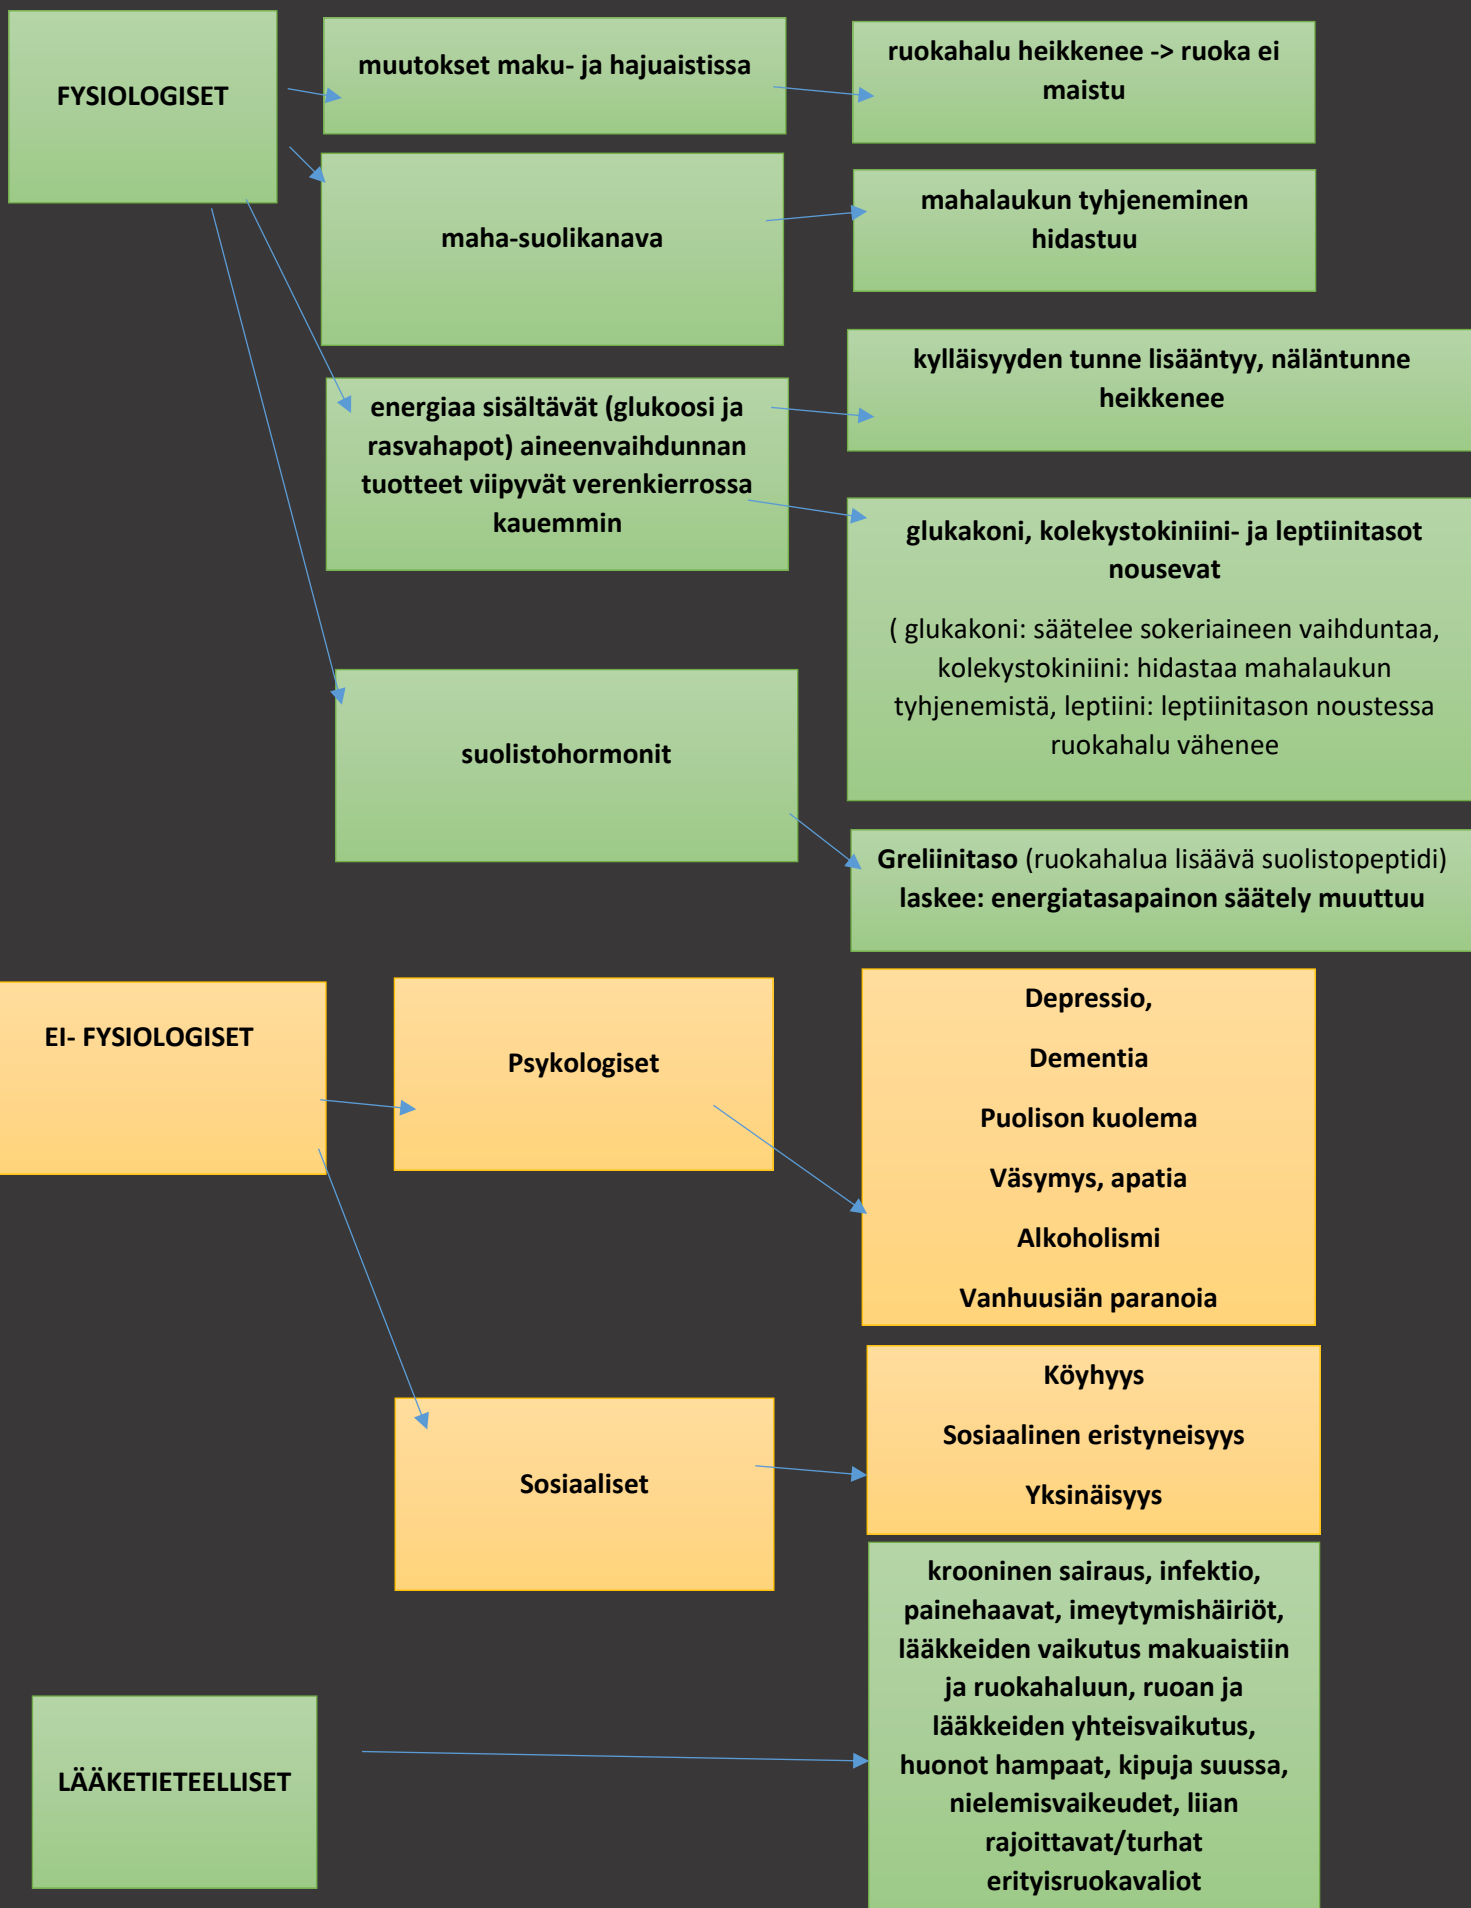 FYSIOLOGISET
muutokset maku- ja hajuaistissa
ruokahalu heikkenee -> ruoka ei
maistu
maha-suolikanava
mahalaukun tyhjeneminen
hidastuu
energiaa sisältävät (glukoosi ja
rasvahapot) aineenvaihdunnan
tuotteet viipyvät verenkierrossa
kauemmin
kylläisyyden tunne lisääntyy, näläntunne
heikkenee
glukakoni, kolekystokiniini- ja leptiinitasot
nousevat
( glukakoni: säätelee sokeriaineen vaihduntaa,
kolekystokiniini: hidastaa mahalaukun
tyhjenemistä, leptiini: leptiinitason noustessa
ruokahalu vähenee
suolistohormonit
Greliinitaso (ruokahalua lisäävä suolistopeptidi)
laskee: energiatasapainon säätely muuttuu
EI- FYSIOLOGISET
Psykologiset
Depressio,
Dementia
Puolison kuolema
Väsymys, apatia
Alkoholismi
Vanhuusiän paranoia
Sosiaaliset
Köyhyys
Sosiaalinen eristyneisyys
Yksinäisyys
LÄÄKETIETEELLISET
krooninen sairaus, infektio,
painehaavat, imeytymishäiriöt,
lääkkeiden vaikutus makuaistiin
ja ruokahaluun, ruoan ja
lääkkeiden yhteisvaikutus,
huonot hampaat, kipuja suussa,
nielemisvaikeudet, liian
rajoittavat/turhat
erityisruokavaliot